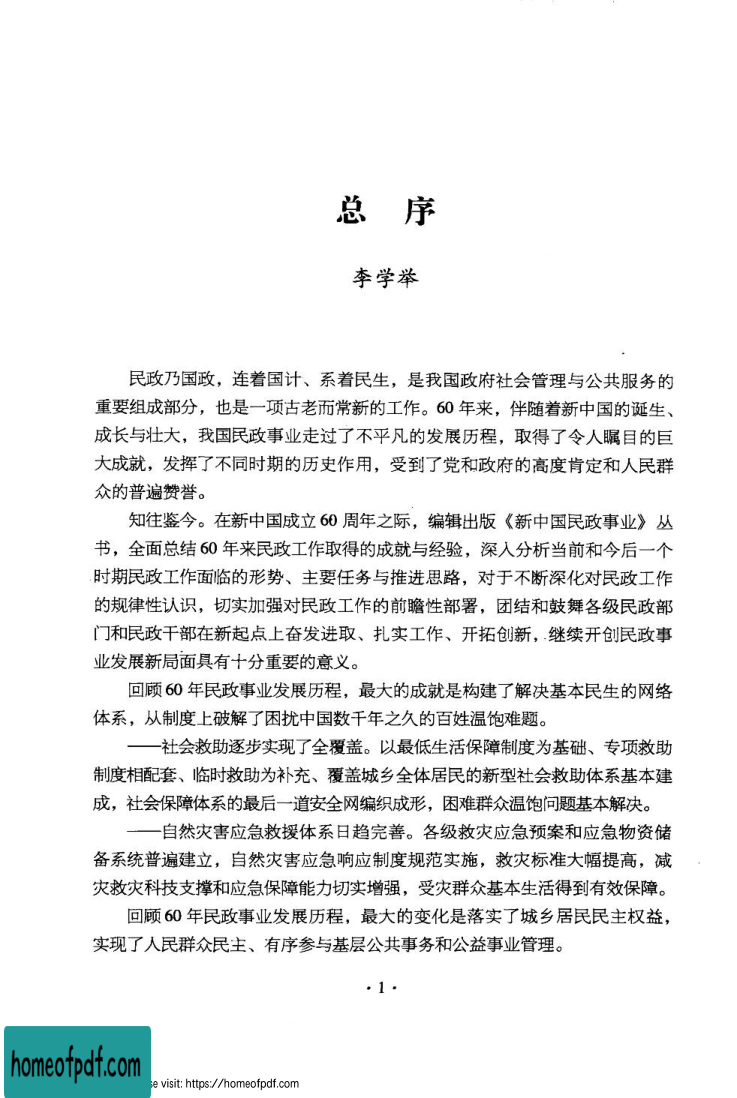 总 序
李学举
民政乃国政，连着国计、系着民生，是我国政府社会管理与公共服务的
重要组成部分，也是一项古老而常新的工作。60 年来，伴随着新中国的诞生、
成长与壮大，我国民政事业走过了不平凡的发展历程，取得了令人瞩目的巨
大成就，发挥了不同时期的历史作用，受到了党和政府的高度肯定和人民群
众的普遍赞誉。
知往鉴今。在新中国成立 60 周年之际，编辑出版《新中国民政事业》丛
书，全面总结 60 年来民政工作取得的成就与经验，深入分析当前和今后一个
时期民政工作面临的形势、主要任务与推进思路，对于不断深化对民政工作
的规律性认识，切实加强对民政工作的前瞻性部署，团结和鼓舞各级民政部
门和民政干部在新起点上奋发进取、扎实工作、开拓创新，继续开创民政事
业发展新局面具有十分重要的意义。
回顾 60 年民政事业发展历程，最大的成就是构建了解决基本民生的网络
体系，从制度上破解了困扰中国数千年之久的百姓温饱难题。
——社会救助逐步实现了全覆盖。以最低生活保障制度为基础、专项救助
制度相配套、临时救助为补充、覆盖城乡全体居民的新型社会救助体系基本建
成，社会保障体系的最后一道安全网编织成形，困难群众温饱问题基本解决。
——自然灾害应急救援体系日趋完善。各级救灾应急预案和应急物资储
备系统普遍建立，自然灾害应急响应制度规范实施，救灾标准大幅提高，减
灾救灾科技支撑和应急保障能力切实增强，受灾群众基本生活得到有效保障。
回顾 60 年民政事业发展历程，最大的变化是落实了城乡居民民主权益，
实现了人民群众民主、有序参与基层公共事务和公益事业管理。
· 1 ·
homeofpdf.com
se visit: https://homeofpdf.com